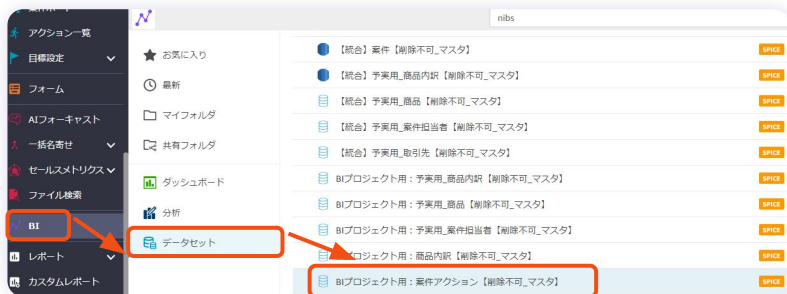 アクション一覧
目標設定
フォーム
AIフォーキャスト
一括名寄せ
セールスメトリクス
ファイル検索
BI
レポート
カスタムレポート
お気に入り
最新
マイフォルダ
共有フォルダ
ダッシュボード
分析
データセット
nibs
【統合】案件【削除不可_マスタ】 SPICE
【統合】予実用_商品内訳【削除不可_マスタ】 SPICE
【統合】予実用_商品【削除不可_マスタ】 SPICE
【統合】予実用_案件担当者【削除不可_マスタ】 SPICE
【統合】予実用_取引先【削除不可_マスタ】 SPICE
BIプロジェクト用：予実用_商品内訳【削除不可_マスタ】 SPICE
BIプロジェクト用：予実用_商品【削除不可_マスタ】 SPICE
BIプロジェクト用：予実用_案件担当者【削除不可_マスタ】 SPICE
プロジェクト用：商品内訳【削除不可_マスタ】 SPICE
BIプロジェクト用：案件アクション【削除不可_マスタ】 SPICE